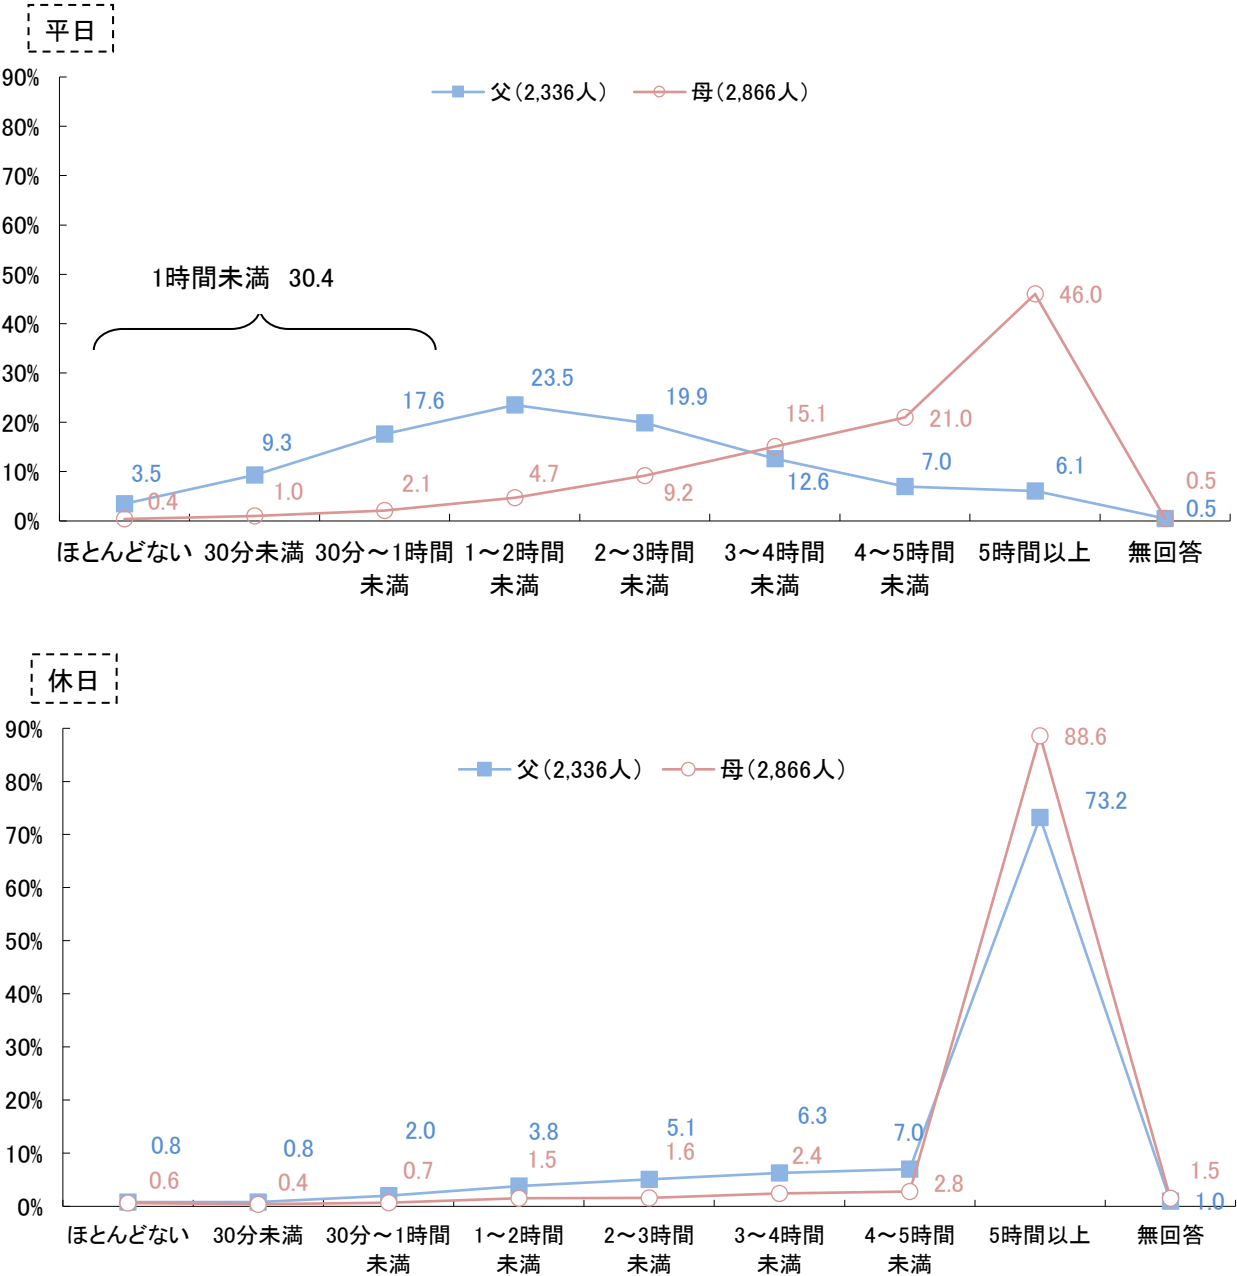 平日
90%
父(2,336人) 母(2,866人)
80%
70%
60%
50%
1時間未満 30.4
40%
30%
20%
10%
0%
3.5 9.3 17.6 23.5 19.9 12.6 7.0 6.1 0.5
0.4 1.0 2.1 4.7 9.2 15.1 21.0 46.0 0.5
ほとんどない 30分未満 30分～1時間 1～2時間 2～3時間 3～4時間 4～5時間 5時間以上 無回答
未満 未満 未満 未満 未満
休日
90%
父(2,336人) 母(2,866人)
80%
70%
60%
50%
40%
30%
20%
10%
0%
0.8 0.8 2.0 3.8 5.1 6.3 7.0 73.2 1.0
0.6 0.4 0.7 1.5 1.6 2.4 2.8 88.6 1.5
ほとんどない 30分未満 30分～1時間 1～2時間 2～3時間 3～4時間 4～5時間 5時間以上 無回答
未満 未満 未満 未満 未満